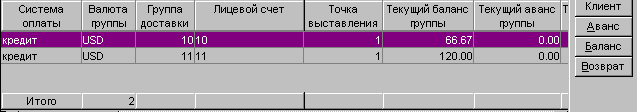 Система оплаты Валюта группы Группа доставки Лицевой счет Точка выставления Текущий баланс группы Текущий аванс группы Т
кредит USD 10 10 1 66.67 0.00
кредит USD 11 11 1 120.00 0.00
Итого 2
Клиент
Аванс
Баланс
Возврат